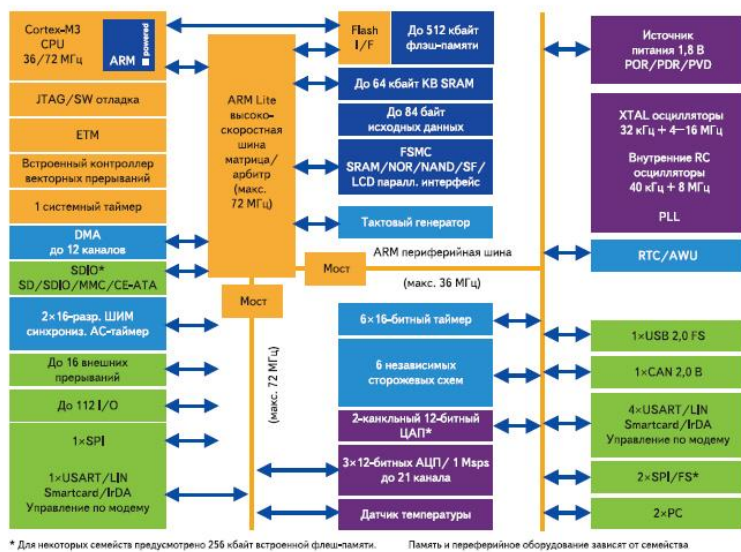 Cortex-M3
CPU
36/72 МГц
ARM
powered
JTAG/SW отладка
ETM
Встроенный контроллер
векторных прерываний
1 системный таймер
DMA
до 12 каналов
SDIO*
SD/SDIO/MMC/CE-ATA
2×16-разр. ШИМ
синхрониз. АС-таймер
До 16 внешних
прерываний
До 112 I/O
1×SPI
1×USART/LIN
Smartcard/IrDA
Управление по модему
ARM Lite
высоко-
скоростная
шина
матрица/
арбитр
(макс.
72 МГц)
Мост
Мост
(макс. 72 МГц)
ARM периферийная шина
(макс. 36 МГц)
Flash
I/F
До 512 кбайт
флэш-памяти
До 64 кбайт KB SRAM
До 84 байт
исходных данных
FSMC
SRAM/NOR/NAND/SF/
LCD паралл. интерфейс
Тактового генератор
6×16-битный таймер
6 независимых
сторожевых схем
2-канкльный 12-битный
ЦАП*
3×12-битных АЦП/ 1 Msps
до 21 канала
Датчик температуры
Источник
питания 1,8 В
POR/PDR/PVD
XTAL осцилляторы
32 кГц + 4—16 МГц
Внутренние RC
осцилляторы
40 кГц + 8 МГц
PLL
RTC/AWU
1×USB 2,0 FS
1×CAN 2,0 B
4×USART/LIN
Smartcard/IrDA
Управление по модему
2×SPI/FS*
2×PC
* Для некоторых семейств предусмотрено 256 кбайт встроенной флеш-памяти.
Память и периферийное оборудование зависят от семейства